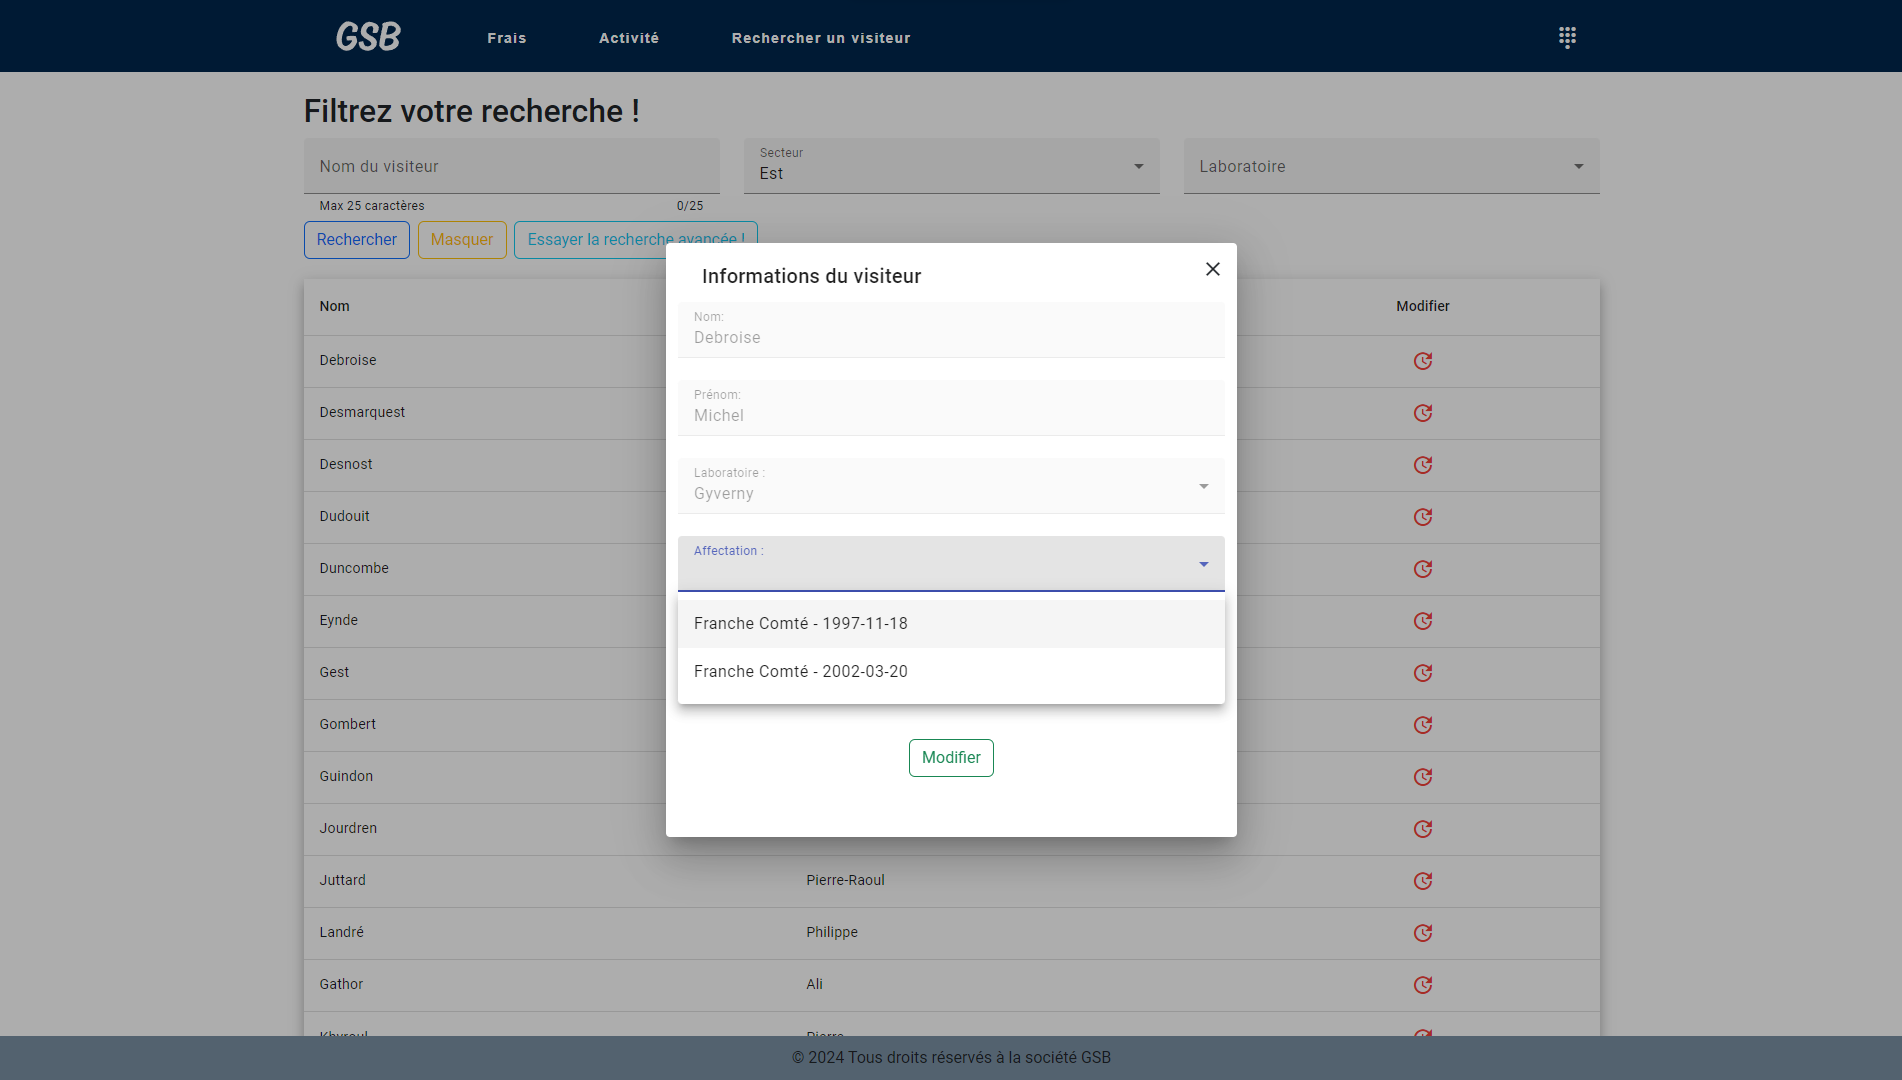 GSB
Frais
Activité
Rechercher un visiteur
Filtrez votre recherche !
Nom du visiteur
Secteur
Est
Laboratoire
Max 25 caractères
0/25
Rechercher
Masquer
Essayer la recherche avancée !
Informations du visiteur
Nom:
Debroise
Prénom:
Michel
Laboratoire :
Gyverny
Affectation :
Franche Comté - 1997-11-18
Franche Comté - 2002-03-20
Modifier
Nom
Modifier
Debroise
Desmarquest
Desnost
Dudouit
Duncombe
Eynde
Gest
Gombert
Guindon
Jourdren
Juttard Pierre-Raoul
Landré Philippe
Gathor Ali
© 2024 Tous droits réservés à la société GSB